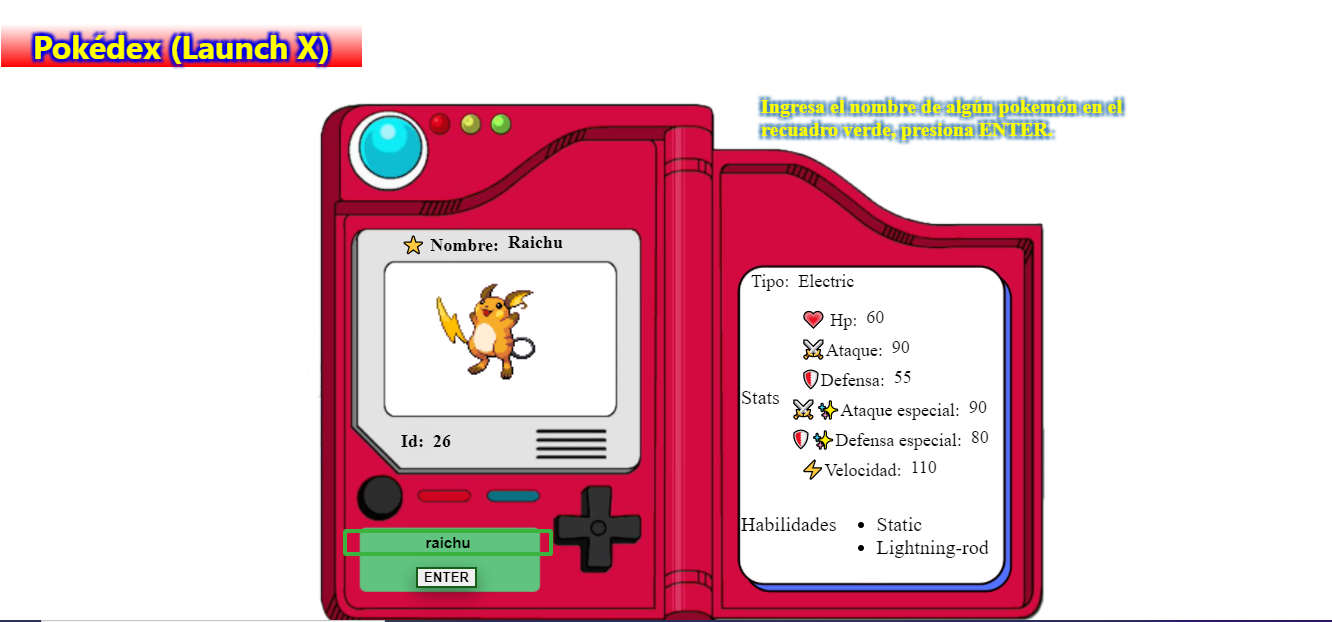 Pokédex (Launch X)
Ingresa el nombre de algún pokemón en el
recuadro verde, presiona ENTER.
Nombre: Raichu
Id: 26
raichu
ENTER
Tipo: Electric
Hp: 60
Ataque: 90
Defensa: 55
Stats
Ataque especial: 90
Defensa especial: 80
Velocidad: 110
Habilidades
• Static
• Lightning-rod